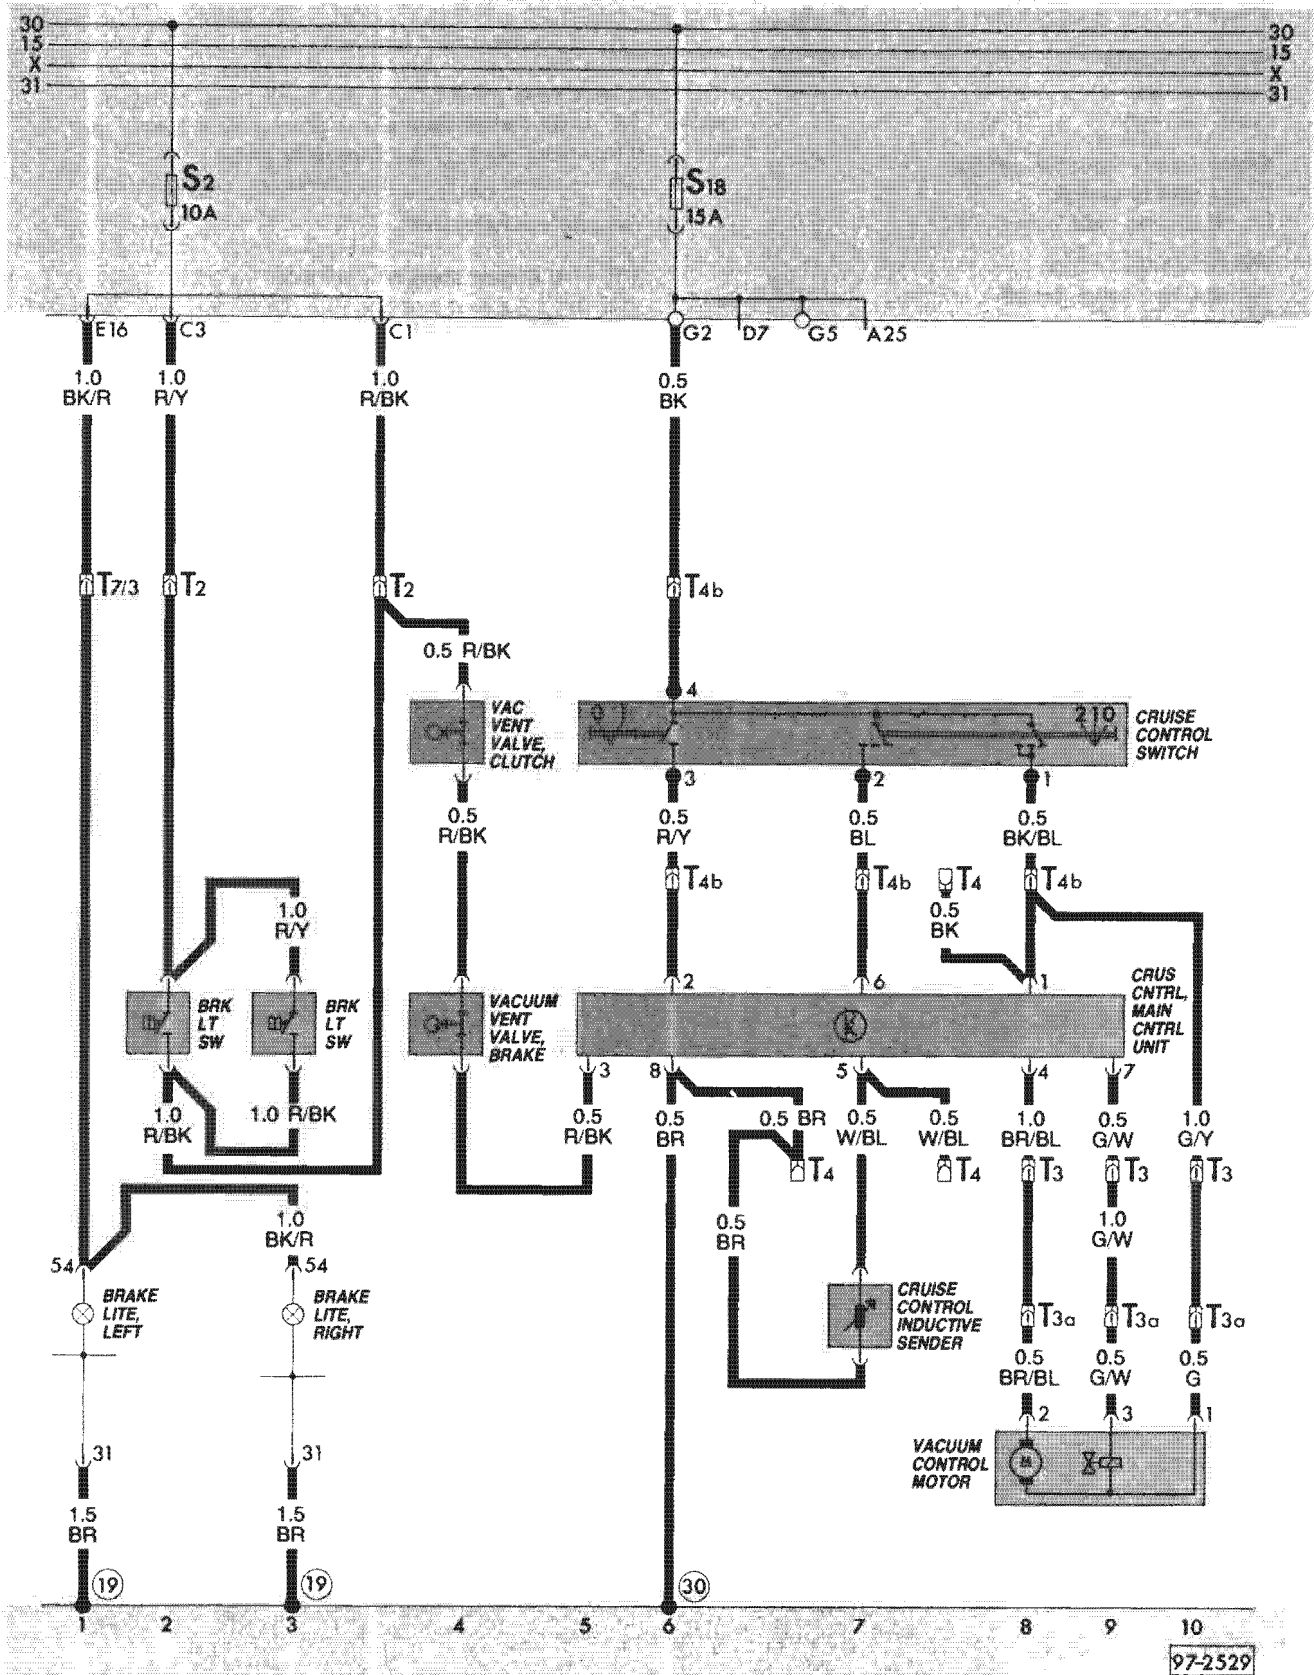 30 30
15 15
X X
31 31
S2
10A
S18
15A
E16 C3 C1 G2 D7 G5 A25
1.0 1.0 1.0 0.5
BK/R R/Y R/BK BK
T7/3 T2 T2 T4b
0.5 R/BK
4
VAC
VENT
VALVE,
CLUTCH
0 1
2 1 0
CRUISE
CONTROL
SWITCH
3 2 1
0.5 0.5 0.5 0.5
R/BK R/Y BL BK/BL
T4b T4b T4 T4b
1.0
R/Y
0.5
BK
2 6 1
BRK
LT
SW
BRK
LT
SW
VACUUM
VENT
VALVE,
BRAKE
K
CRUS
CNTRL,
MAIN
CNTRL
UNIT
3 8 5 4 7
1.0
R/BK
1.0 R/BK
0.5
R/BK
0.5
BR
0.5 BR
0.5
W/BL
0.5
W/BL
1.0
BR/BL
0.5
G/W
1.0
G/Y
T4 T4 T3 T3 T3
1.0
BK/R
0.5
BR
1.0
G/W
54 54
BRAKE
LITE,
LEFT
BRAKE
LITE,
RIGHT
CRUISE
CONTROL
INDUCTIVE
SENDER
T3a T3a T3a
0.5 0.5 0.5
BR/BL G/W G
2 3 1
31 31
VACUUM
CONTROL
MOTOR
M
1.5 1.5
BR BR
19 19 30
1 2 3 4 5 6 7 8 9 10
97-2529